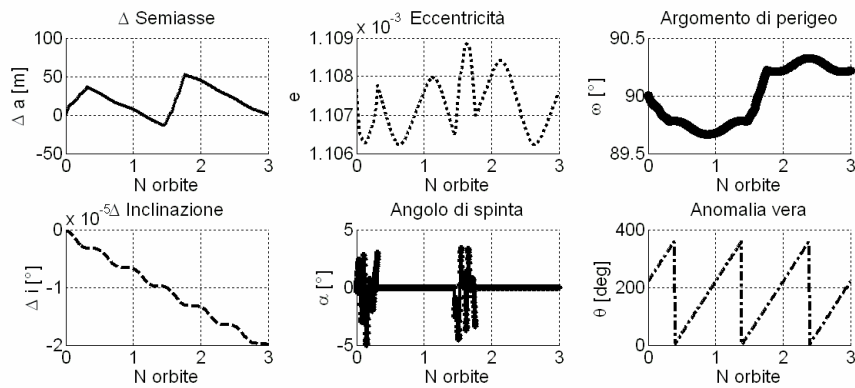 Δ Semiasse
100
50
0
-50
Δ a [m]
0 1 2 3
N orbite
x 10⁻³ Eccentricità
1.109
1.108
1.107
1.106
e
0 1 2 3
N orbite
Argomento di perigeo
90.5
90
89.5
ω [°]
0 1 2 3
N orbite
x 10⁻⁵Δ Inclinazione
0
-1
-2
Δ i [°]
0 1 2 3
N orbite
Angolo di spinta
5
0
-5
α [°]
0 1 2 3
N orbite
Anomalia vera
400
200
0
θ [deg]
0 1 2 3
N orbite